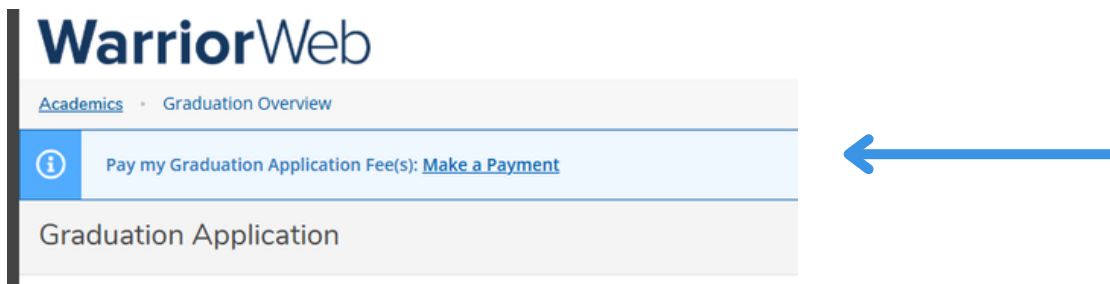 WarriorWeb
Academics · Graduation Overview
Pay my Graduation Application Fee(s): Make a Payment
Graduation Application